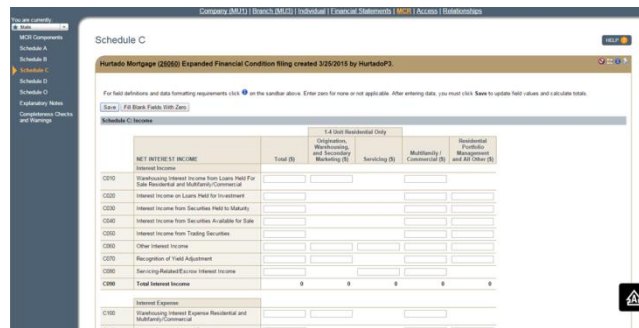 Company (MU1) | Branch (MU3) | Individual | Financial Statements | MCR | Access | Relationships
You are currently:
State
MCR Components
Schedule A
Schedule B
Schedule C
Schedule D
Schedule O
Explanatory Notes
Completeness Checks
and Warnings
Schedule C
HELP
Hurtado Mortgage (26060) Expanded Financial Condition filing created 3/25/2015 by HurtadoP3.
For field definitions and data formatting requirements click on the sandbar above. Enter zero for none or not applicable. After entering data, you must click Save to update field values and calculate totals.
Save Fill Blank Fields With Zero
Schedule C: Income
1-4 Unit Residential Only
NET INTEREST INCOME
Total ($)
Origination,
Warehousing,
and Secondary
Marketing ($)
Servicing ($)
Multifamily /
Commercial ($)
Residential
Portfolio
Management
and All Other ($)
Interest Income
C010 Warehousing Interest Income from Loans Held For
Sale Residential and Multifamily/Commercial
C020 Interest Income on Loans Held for Investment
C030 Interest Income from Securities Held to Maturity
C040 Interest Income from Securities Available for Sale
C050 Interest Income from Trading Securities
C060 Other Interest Income
C070 Recognition of Yield Adjustment
C080 Servicing-Related/Escrow Interest Income
C090 Total Interest Income 0 0 0 0 0
Interest Expense
C100 Warehousing Interest Expense Residential and
Multifamily/Commercial